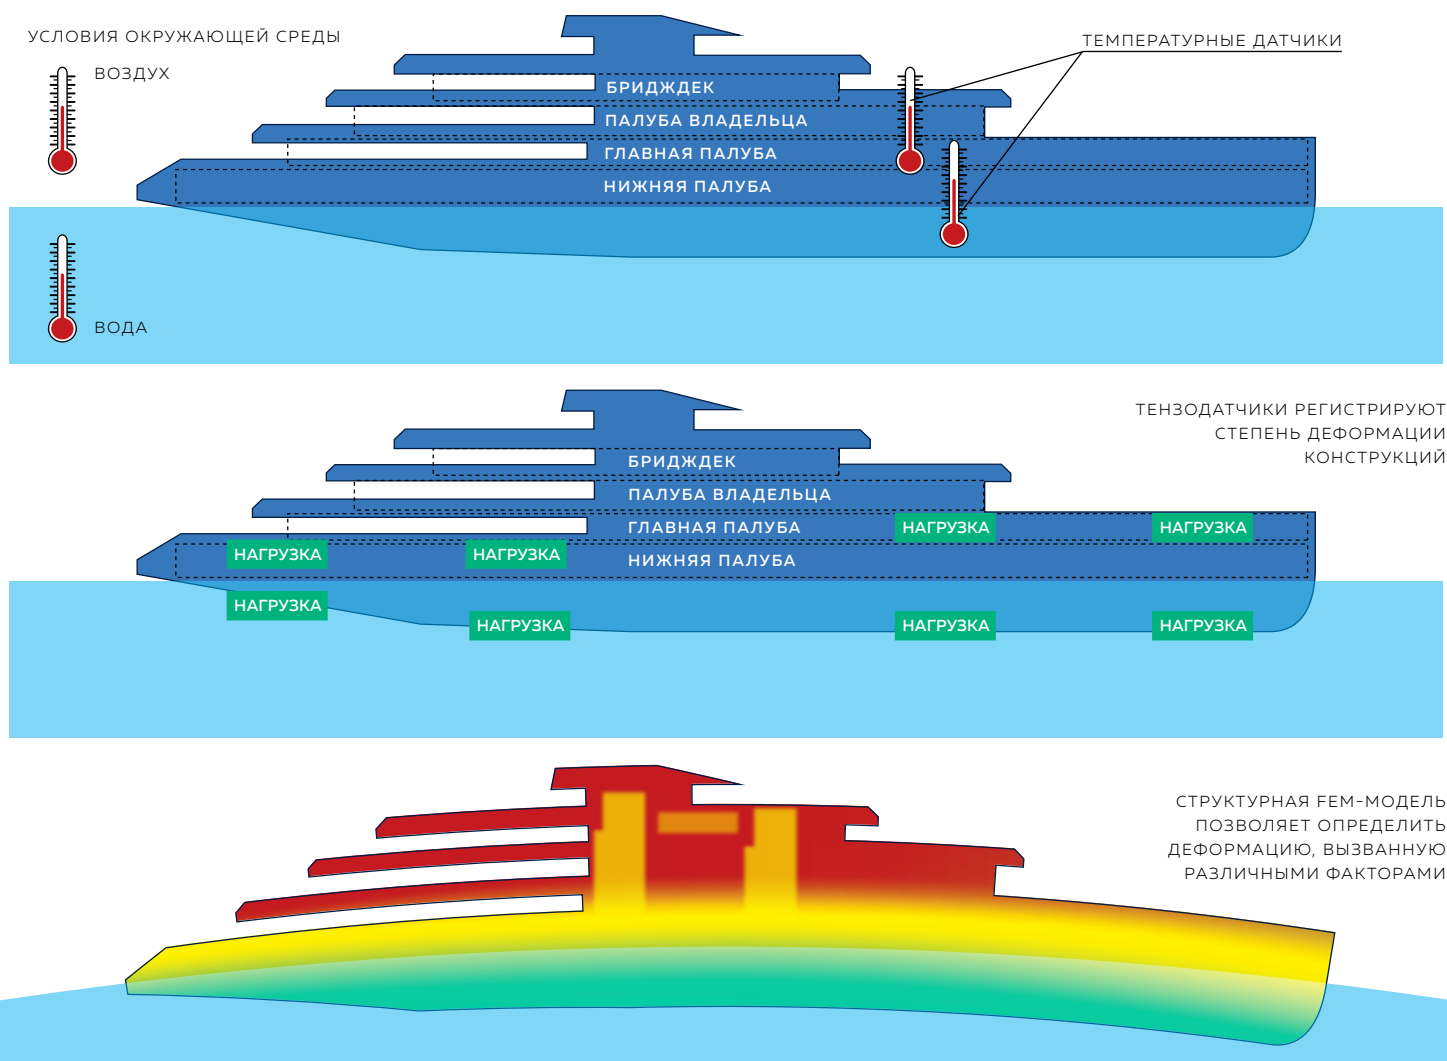 УСЛОВИЯ ОКРУЖАЮЩЕЙ СРЕДЫ
ВОЗДУХ
ТЕМПЕРАТУРНЫЕ ДАТЧИКИ
БРИДЖДЕК
ПАЛУБА ВЛАДЕЛЬЦА
ГЛАВНАЯ ПАЛУБА
НИЖНЯЯ ПАЛУБА
ВОДА
ТЕНЗОДАТЧИКИ РЕГИСТРИРУЮТ
СТЕПЕНЬ ДЕФОРМАЦИИ
КОНСТРУКЦИЙ
БРИДЖДЕК
ПАЛУБА ВЛАДЕЛЬЦА
ГЛАВНАЯ ПАЛУБА
НАГРУЗКА
НАГРУЗКА
НАГРУЗКА
НАГРУЗКА
НИЖНЯЯ ПАЛУБА
НАГРУЗКА
НАГРУЗКА
НАГРУЗКА
НАГРУЗКА
СТРУКТУРНАЯ FEM-МОДЕЛЬ
ПОЗВОЛЯЕТ ОПРЕДЕЛИТЬ
ДЕФОРМАЦИЮ, ВЫЗВАННУЮ
РАЗЛИЧНЫМИ ФАКТОРАМИ